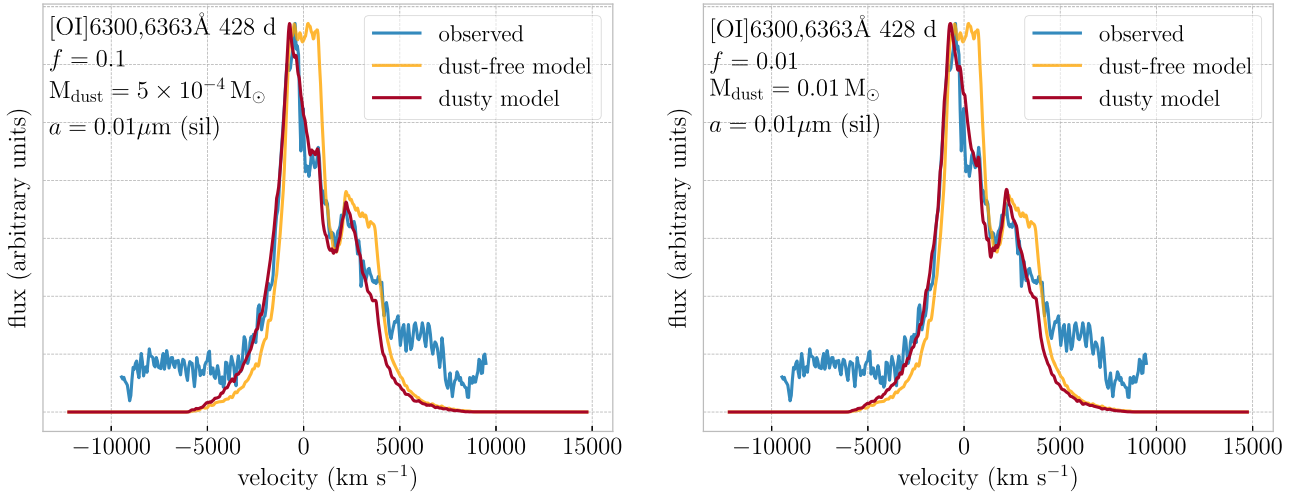 [OI]6300,6363Å 428 d
f = 0.1
M_dust = 5 × 10⁻⁴ M_⊙
a = 0.01μm (sil)
observed
dust-free model
dusty model
flux (arbitrary units)
−10000 −5000 0 5000 10000 15000
velocity (km s⁻¹)
[OI]6300,6363Å 428 d
f = 0.01
M_dust = 0.01 M_⊙
a = 0.01μm (sil)
observed
dust-free model
dusty model
flux (arbitrary units)
−10000 −5000 0 5000 10000 15000
velocity (km s⁻¹)